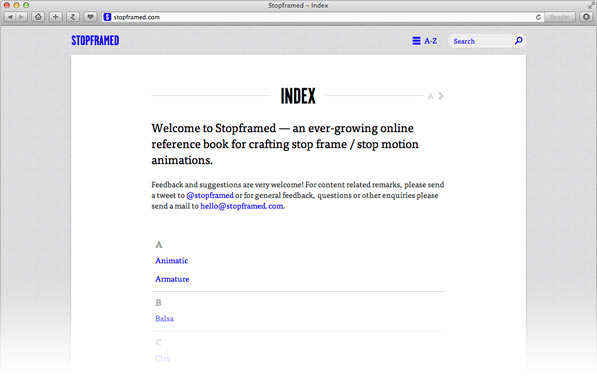 Stopframed – Index
stopframed.com
Reader
STOPFRAMED
A-Z
Search
INDEX
A
Welcome to Stopframed — an ever-growing online
reference book for crafting stop frame / stop motion
animations.
Feedback and suggestions are very welcome! For content related remarks, please send
a tweet to @stopframed or for general feedback, questions or other enquiries please
send a mail to hello@stopframed.com.
A
Animatic
Armature
B
Balsa
C
Clay